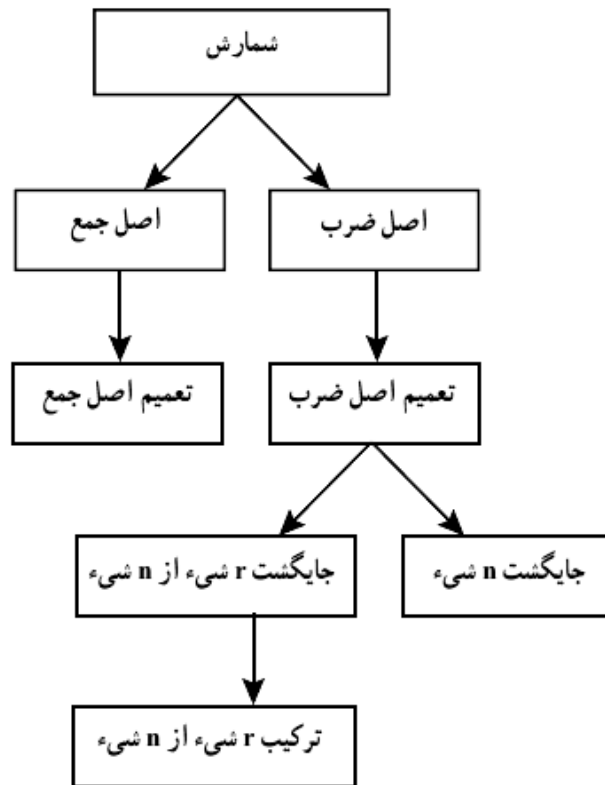 شمارش
اصل ضرب
اصل جمع
تعمیم اصل ضرب
تعمیم اصل جمع
جایگشت n شیء
جایگشت r شیء از n شیء
ترکیب r شیء از n شیء